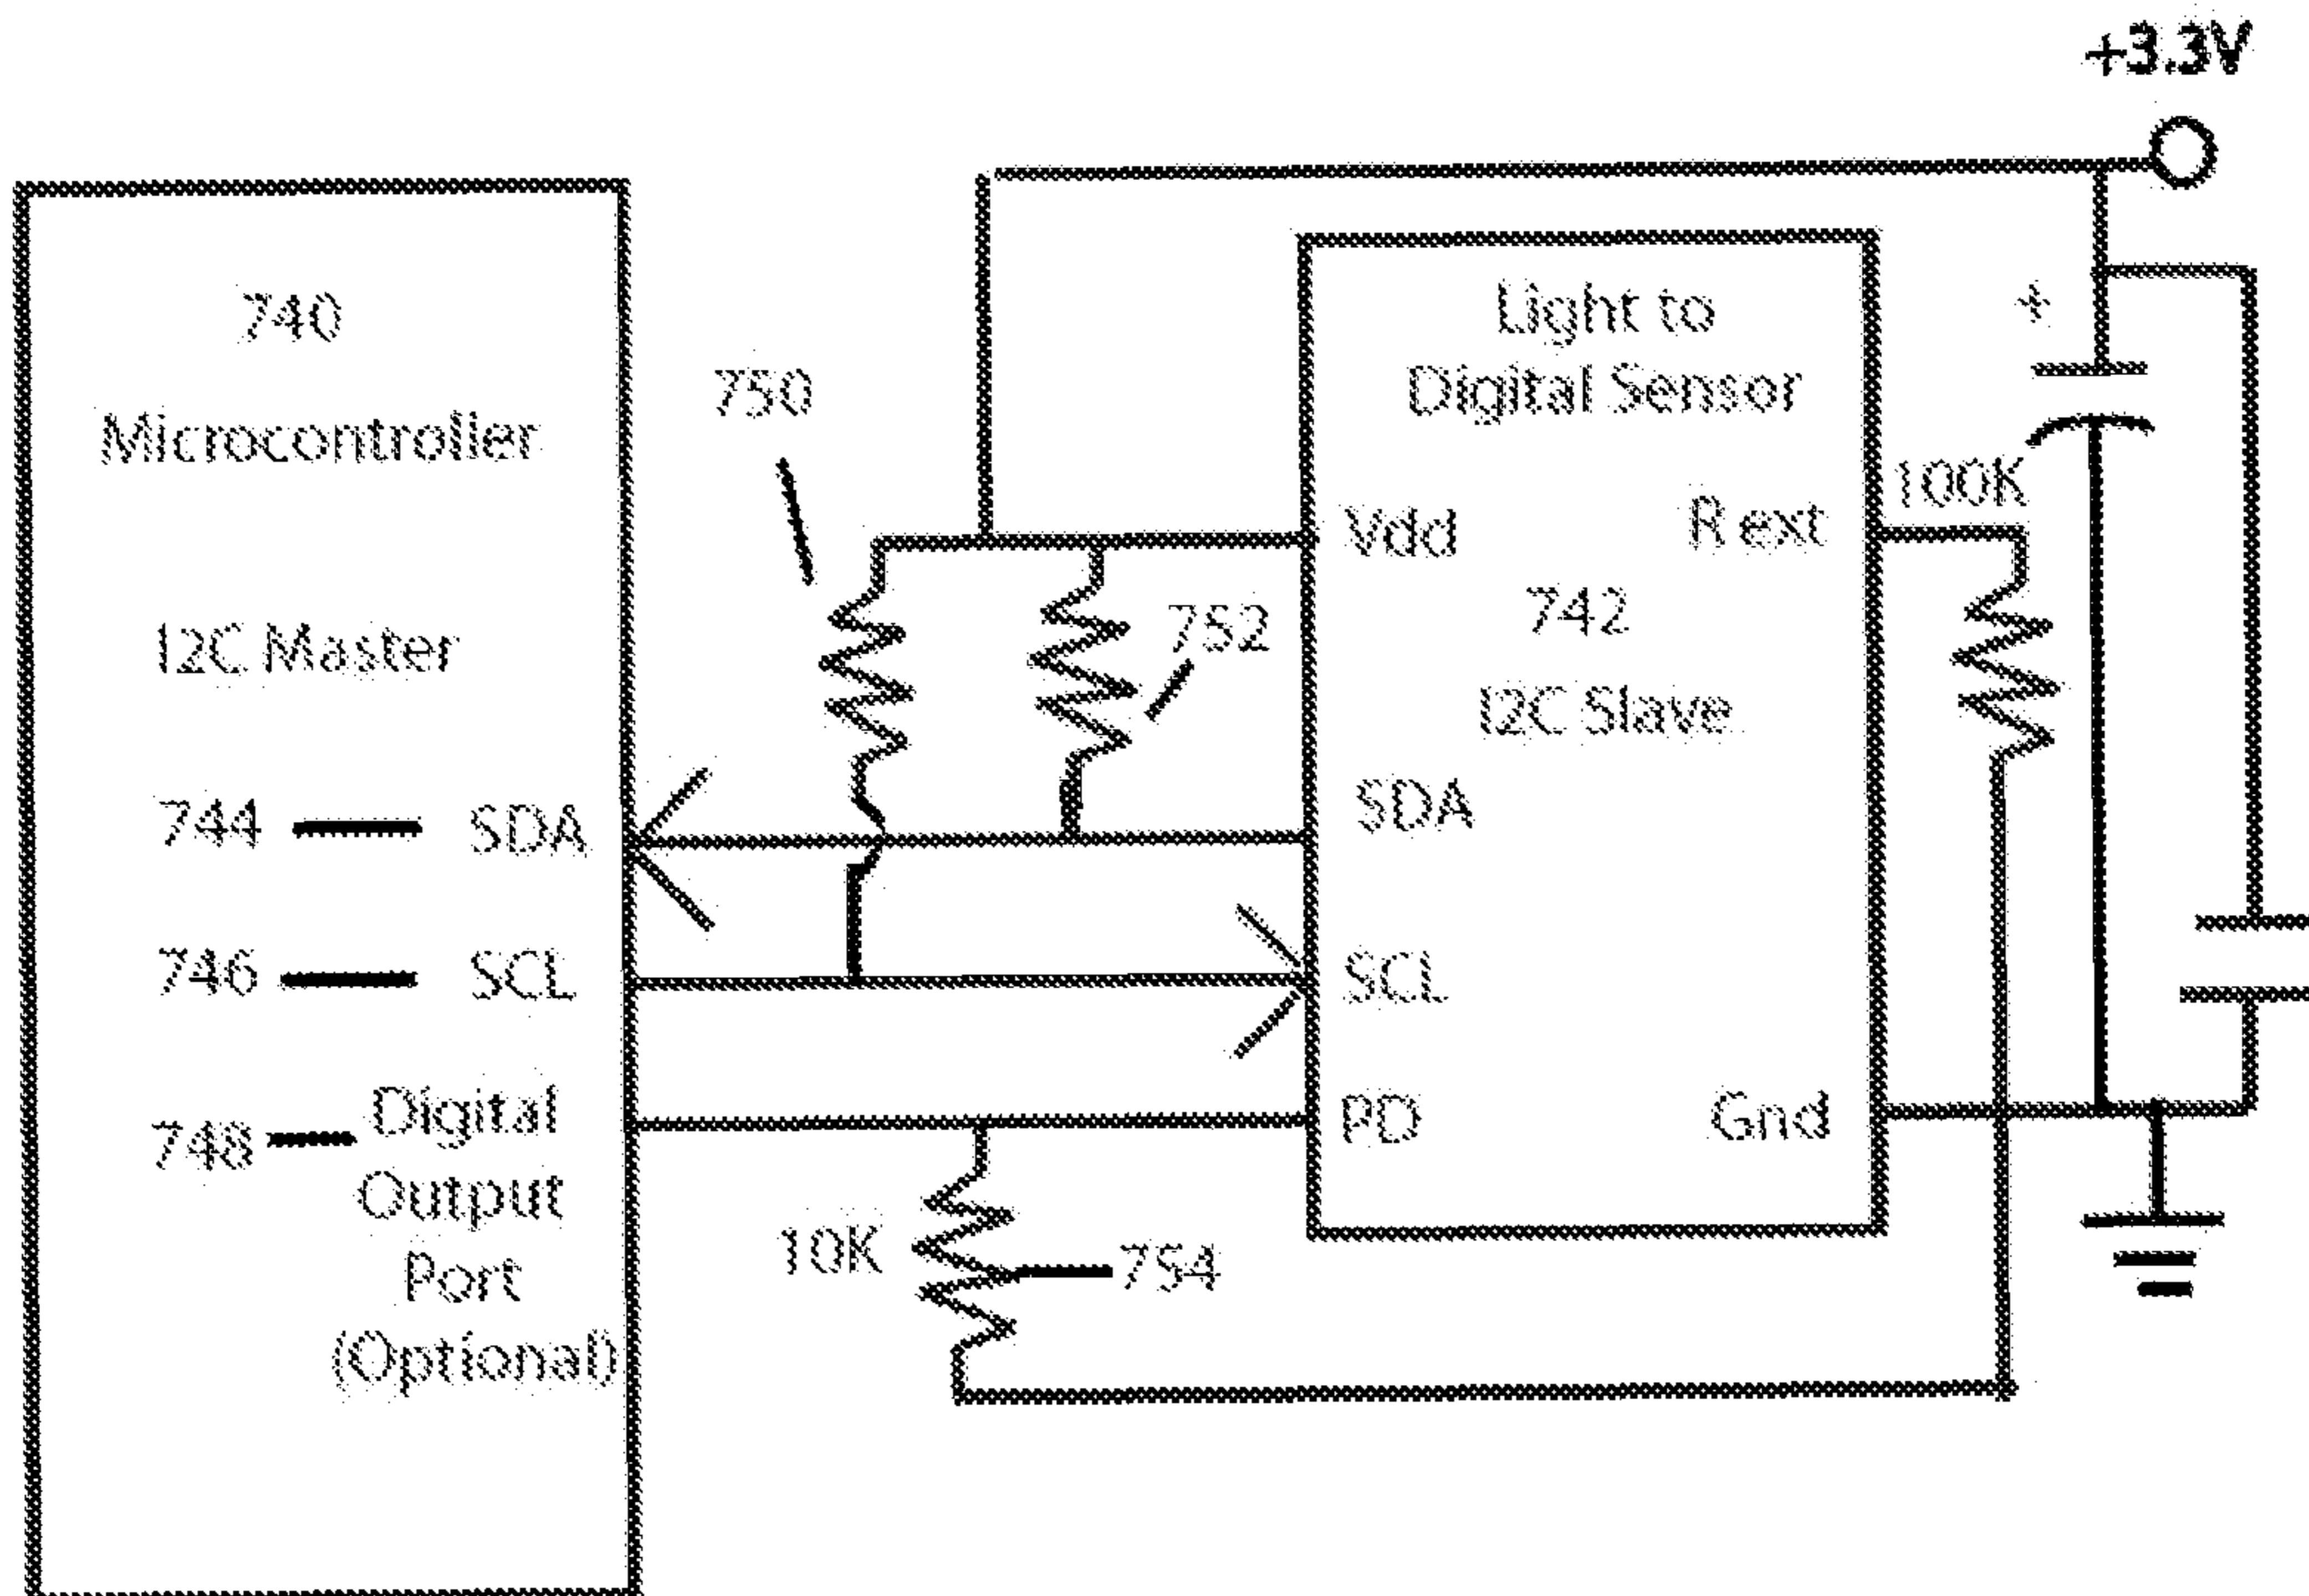 +3.3V
740
Microcontroller
I2C Master
744
SDA
746
SCL
748
Digital
Output
Port
(Optional)
750
752
10K
754
Light to
Digital Sensor
Vdd
R ext
742
I2C Slave
SDA
SCL
PD
Gnd
+
100K